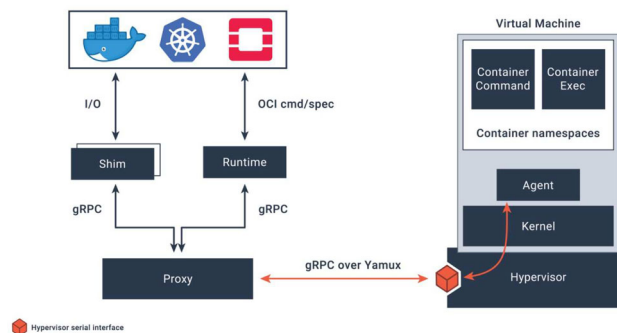 Virtual Machine
Container
Command
Container
Exec
Container namespaces
I/O
OCI cmd/spec
Shim
Runtime
Agent
gRPC
gRPC
Kernel
Proxy
gRPC over Yamux
Hypervisor
Hypervisor serial interface